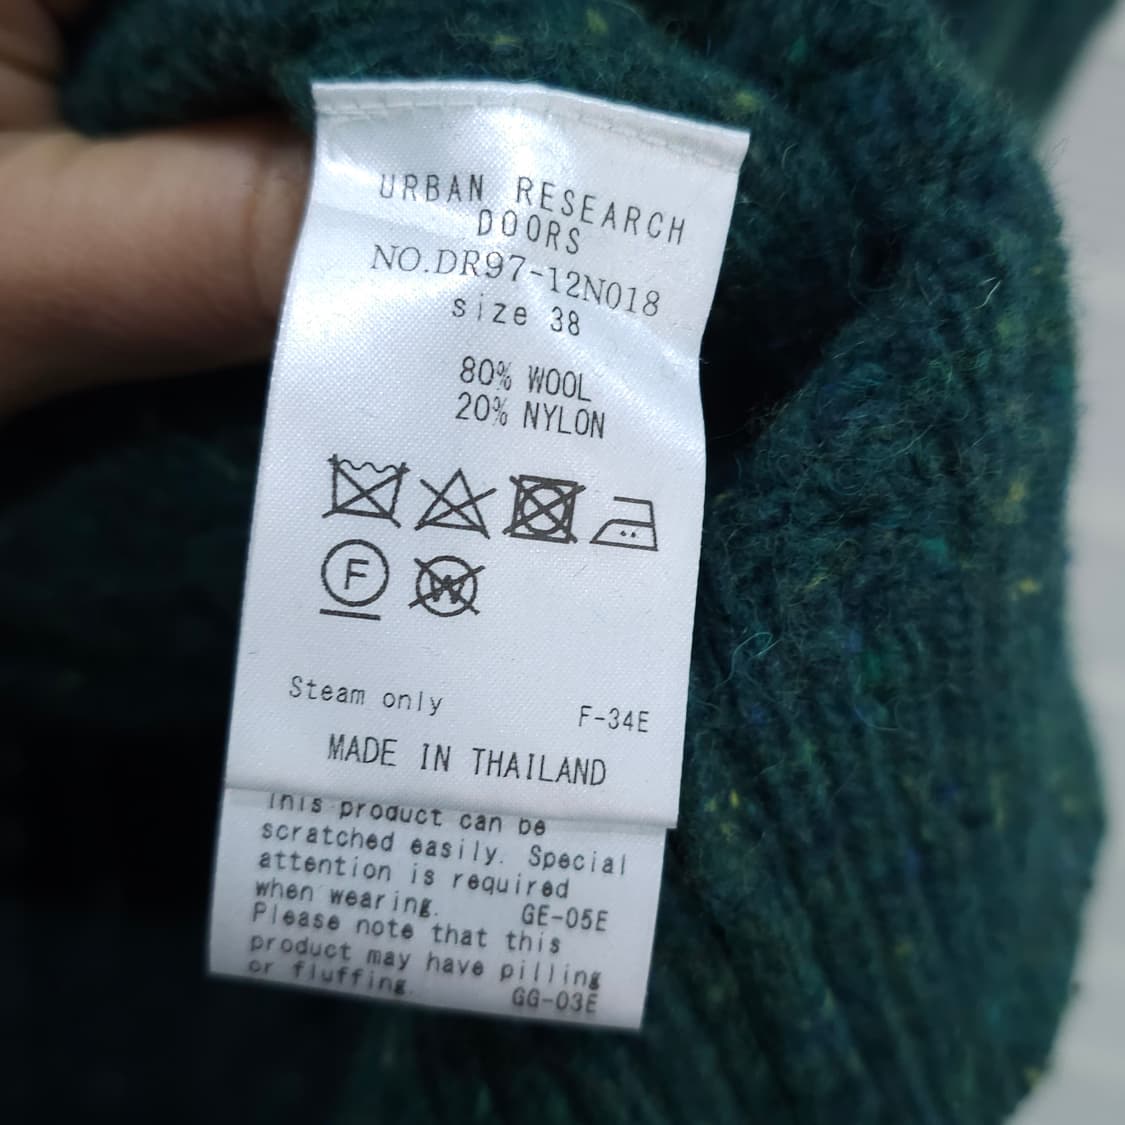 URBAN RESEARCH
DOORS
NO.DR97-12N018
size 38
80% WOOL
20% NYLON
F
W
Steam only
F-34E
MADE IN THAILAND
This product can be
scratched easily. Special
attention is required
when wearing. GE-05E
Please note that this
product may have pilling
or fluffing. GG-03E